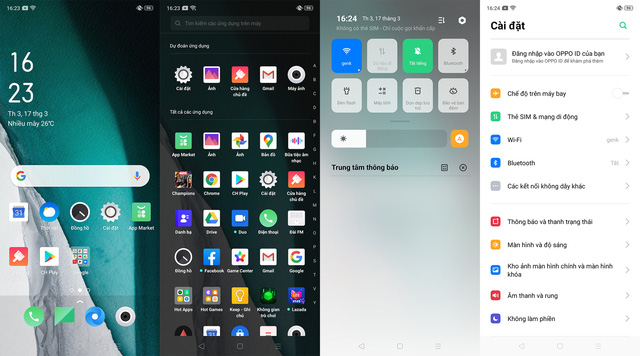 16:23
16
23
Th 3, 17 thg 3
Nhiều mây 26°C
Google
31
Đồng hồ
Cài đặt
App Market
CH Play
Google
16:23
Tìm kiếm các ứng dụng trên máy
Dự đoán ứng dụng
Cài đặt
Ảnh
Cửa hàng chủ đề
Gmail
Máy ảnh
Tất cả các ứng dụng
App Market
Ảnh
Ảnh
Bản đồ
Bữa tiệc âm nhạc
Champions
Chrome
CH Play
Cài đặt
Cửa hàng chủ đề
Danh bạ
Drive
Duo
Điện thoại
Đài FM
Đồng hồ
Facebook
Game Center
Gmail
Google
Hot Apps
Hot Games
Keep - Ghi chú
Không gian trò chơi
Lazada
16:24 Th 3, 17 tháng 3
Không có thẻ SIM - Chỉ cuộc gọi khẩn cấp
genk
Tắt tiếng
Bluetooth
Đèn flash
Máy tính
Dọn dẹp lưu trữ
Bảo vệ ban đêm
Trung tâm thông báo
16:24
Cài đặt
Đăng nhập vào OPPO ID của bạn
Đăng nhập vào OPPO ID để khám phá thêm
Chế độ trên máy bay
Thẻ SIM & mạng di động
Wi-Fi genk
Bluetooth Tắt
Các kết nối không dây khác
Thông báo và thanh trạng thái
Màn hình và độ sáng
Kho ảnh màn hình chính và màn hình
khóa
Âm thanh và rung
Không làm phiền